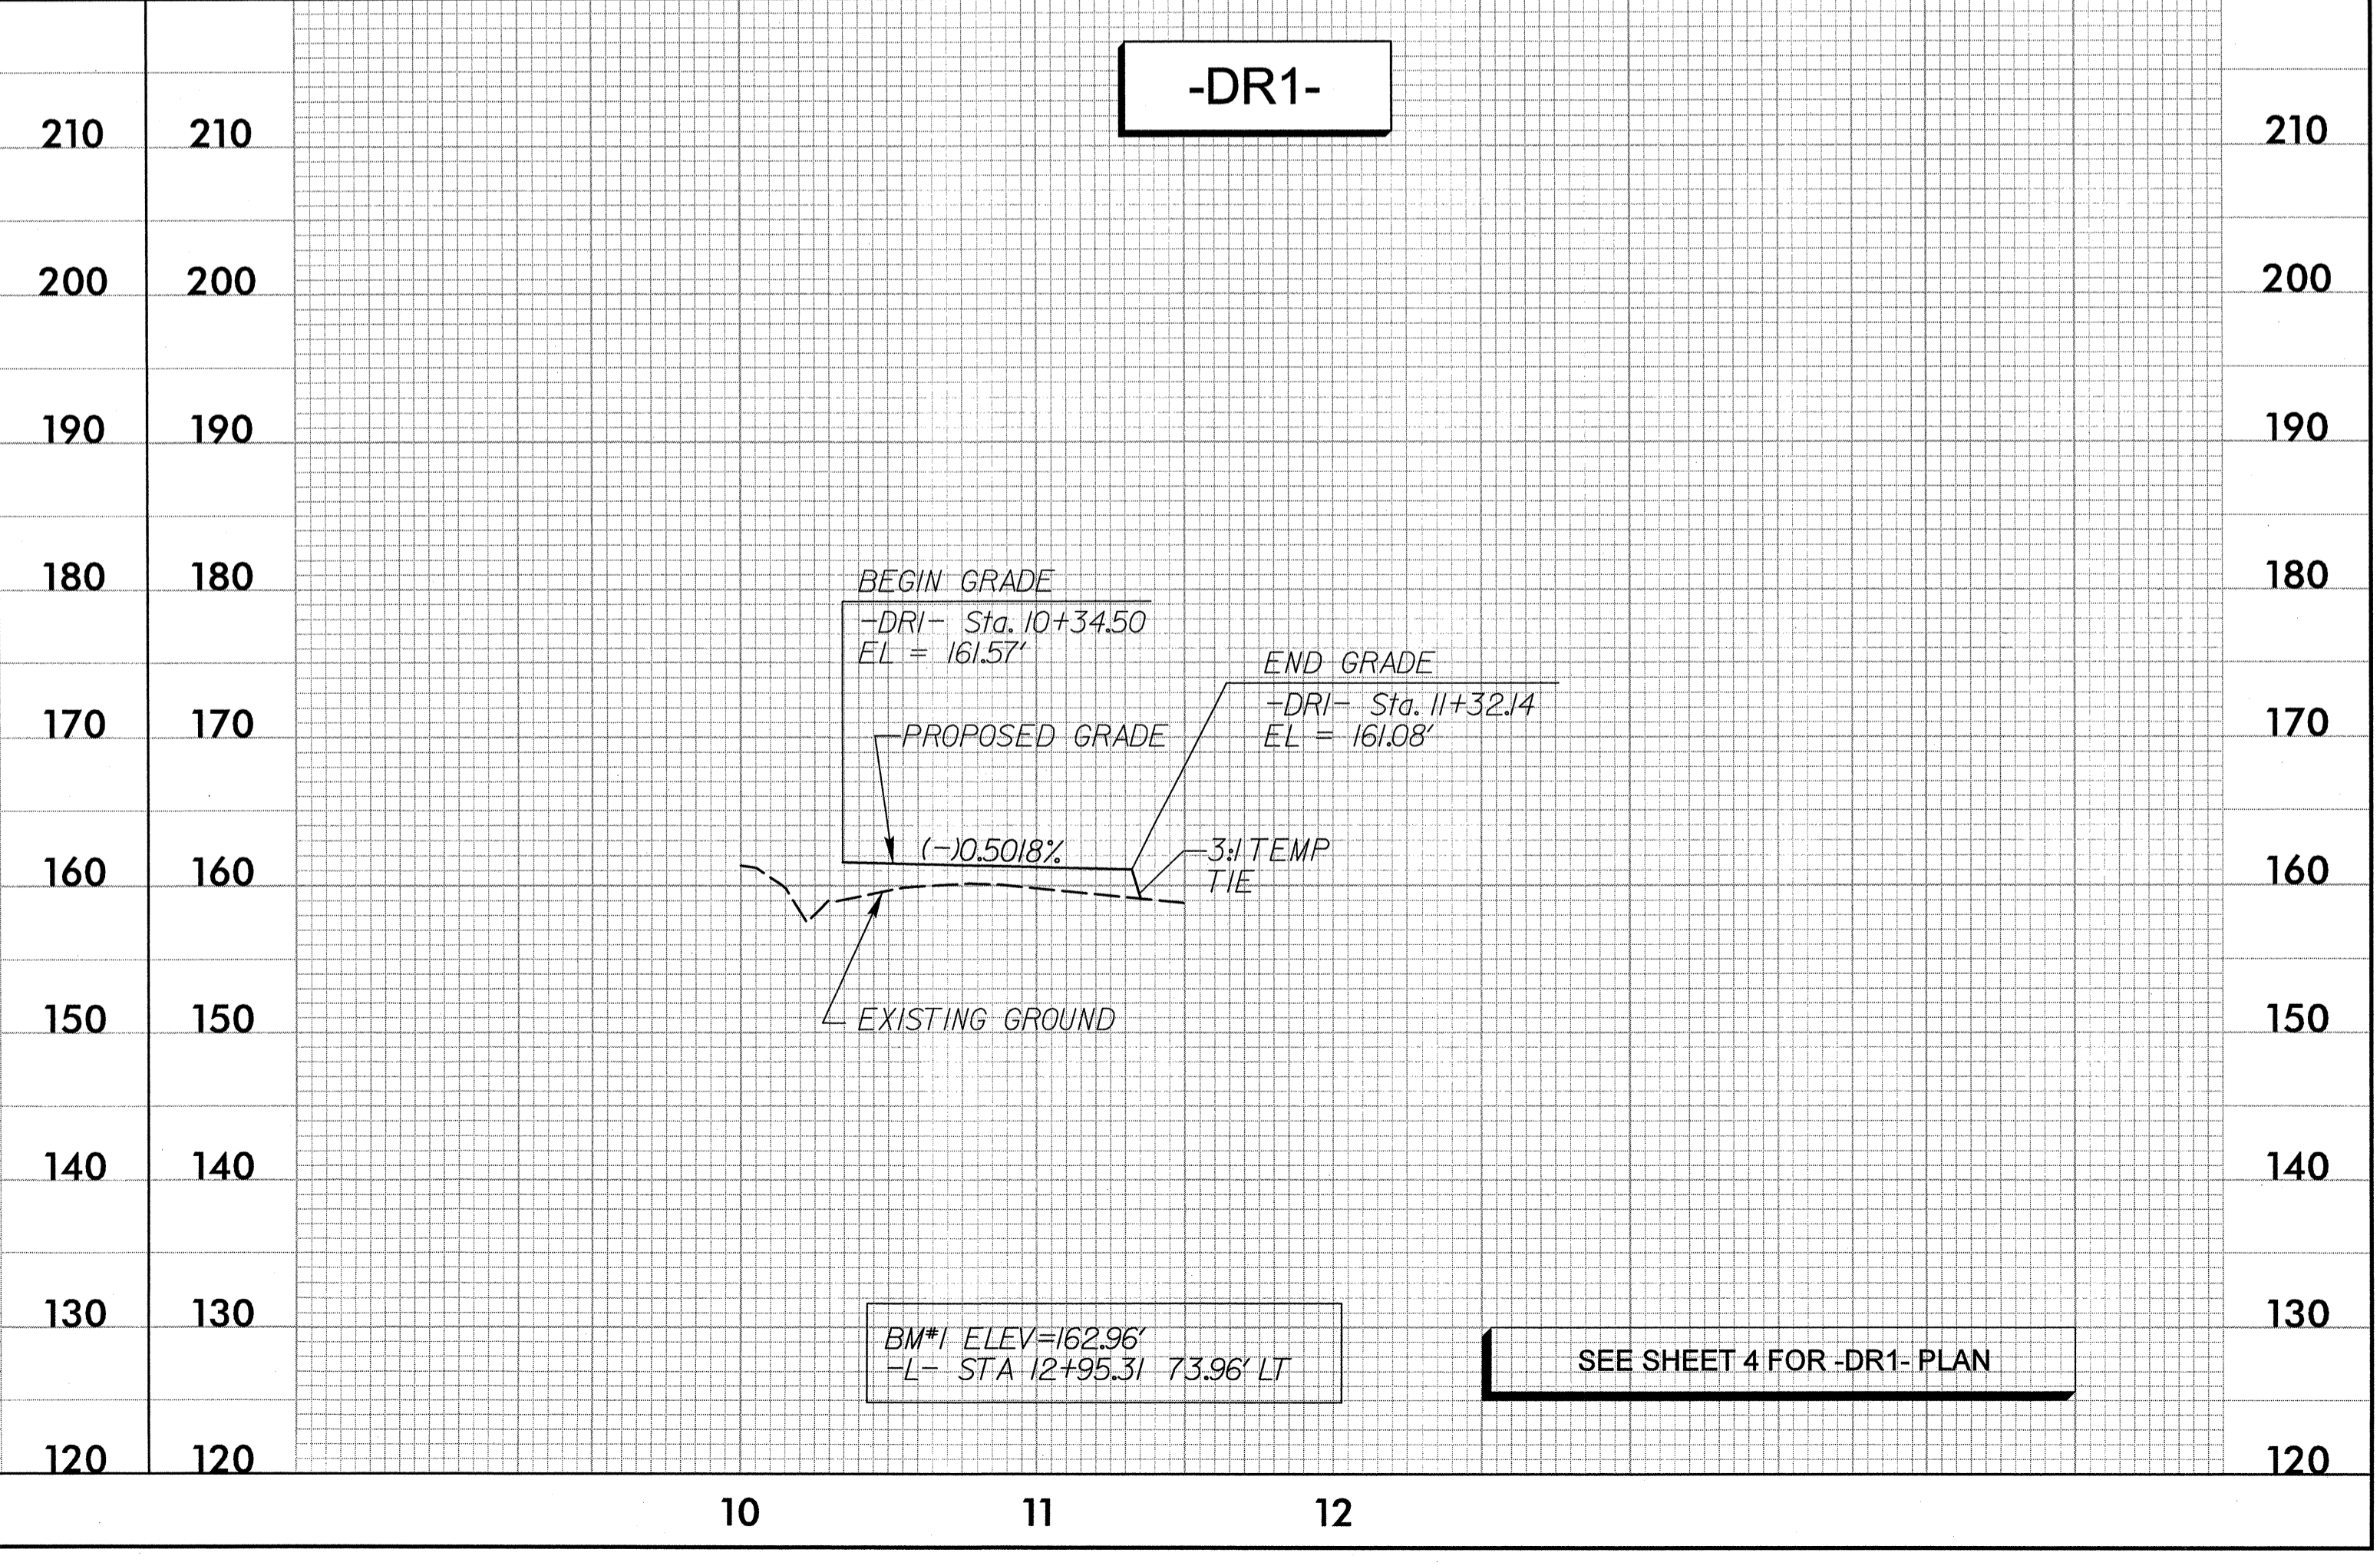 -DR1-
210 210 210
200 200 200
190 190 190
180 180 180
BEGIN GRADE
-DR1- Sta. 10+34.50
EL = 161.57'
END GRADE
-DR1- Sta. 11+32.14
EL = 161.08'
170 170 170
PROPOSED GRADE
(-)0.5018%
3:1 TEMP
TIE
160 160 160
150 150 150
EXISTING GROUND
140 140 140
130 130 130
BM#1 ELEV=162.96'
-L- STA 12+95.31 73.96' LT
SEE SHEET 4 FOR -DR1- PLAN
120 120 120
10 11 12